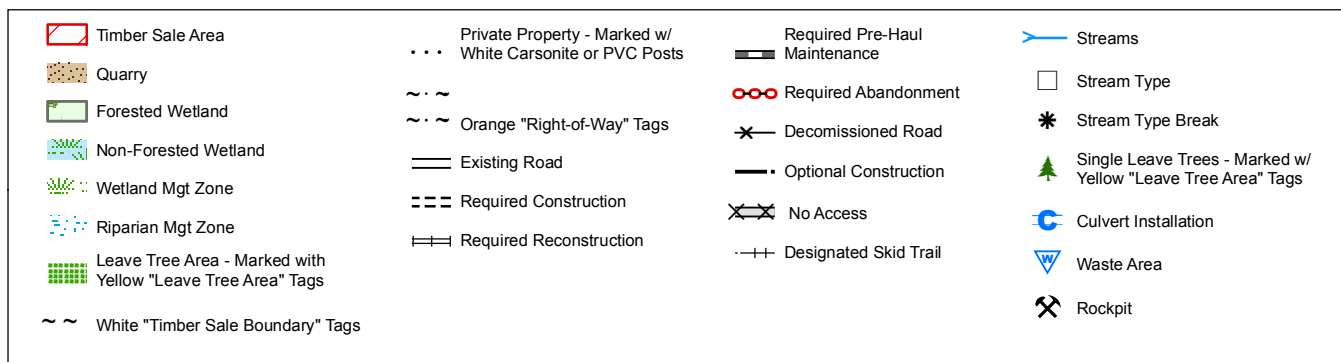 Timber Sale Area
Quarry
Forested Wetland
Non-Forested Wetland
Wetland Mgt Zone
Riparian Mgt Zone
Leave Tree Area - Marked with
Yellow "Leave Tree Area" Tags
White "Timber Sale Boundary" Tags
Private Property - Marked w/
White Carsonite or PVC Posts
Orange "Right-of-Way" Tags
Existing Road
Required Construction
Required Reconstruction
Required Pre-Haul
Maintenance
Required Abandonment
Decomissioned Road
Optional Construction
No Access
Designated Skid Trail
Streams
Stream Type
Stream Type Break
Single Leave Trees - Marked w/
Yellow "Leave Tree Area" Tags
C Culvert Installation
W Waste Area
Rockpit